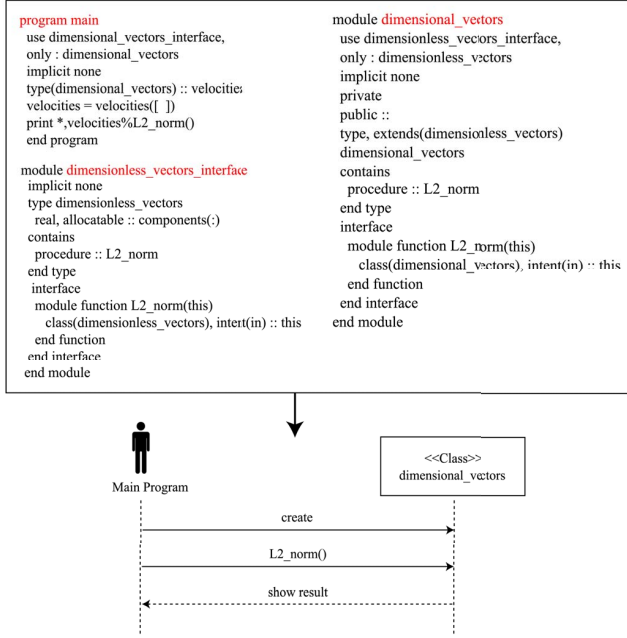 program main
use dimensional_vectors_interface,
only : dimensional_vectors
implicit none
type(dimensional_vectors) :: velocities
velocities = velocities([ ])
print *,velocities%L2_norm()
end program
module dimensionless_vectors_interface
implicit none
type dimensionless_vectors
real, allocatable :: components(:)
contains
procedure :: L2_norm
end type
interface
module function L2_norm(this)
class(dimensionless_vectors), intert(in) :: this
end function
end interface
end module
module dimensional_vectors
use dimensionless_vectors_interface,
only : dimensionless_vectors
implicit none
private
public ::
type, extends(dimensionless_vectors)
dimensional_vectors
contains
procedure :: L2_norm
end type
interface
module function L2_norm(this)
class(dimensional_vectors), intent(in) :: this
end function
end interface
end module
Main Program
<<Class>>
dimensional_vectors
create
L2_norm()
show result